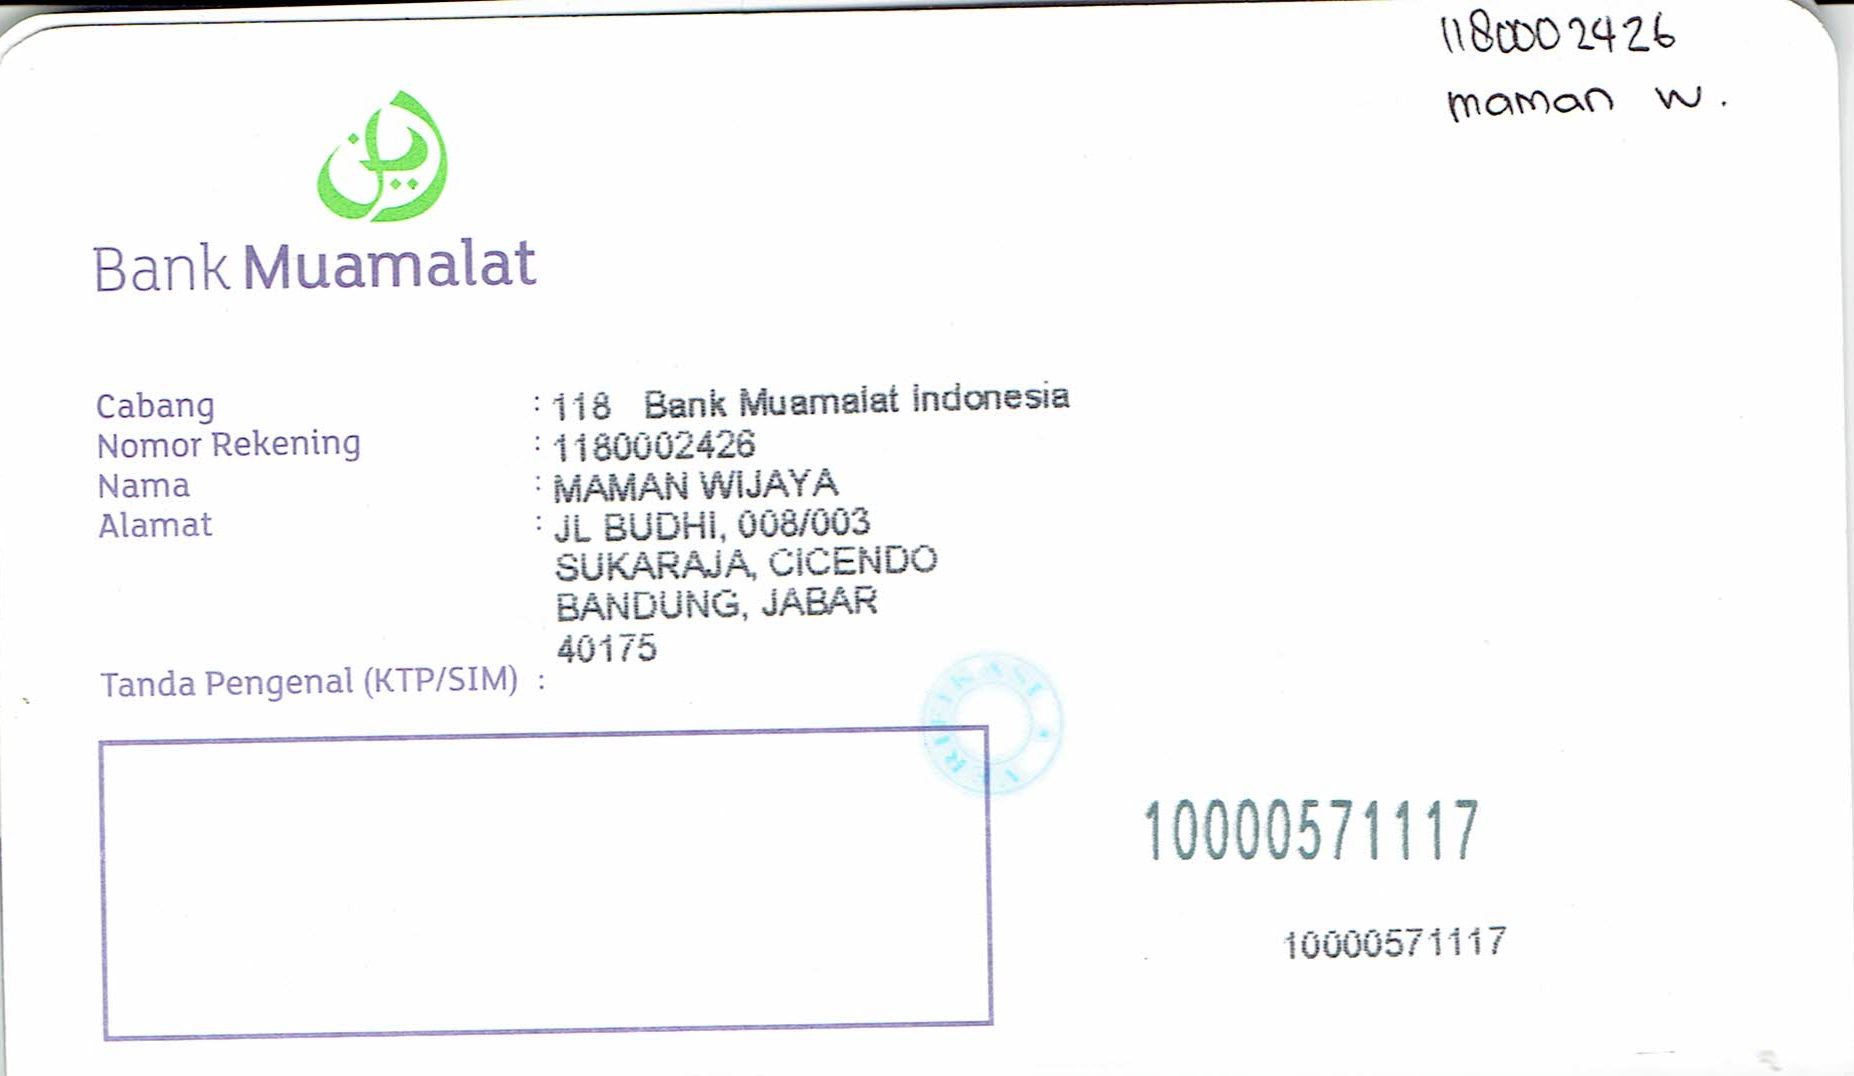 1180002426
maman w.
Bank Muamalat
Cabang : 118 Bank Muamalat Indonesia
Nomor Rekening : 1180002426
Nama : MAMAN WIJAYA
Alamat : JL BUDHI, 008/003
SUKARAJA, CICENDO
BANDUNG, JABAR
40175
Tanda Pengenal (KTP/SIM) :
VERIFIKASI
10000571117
10000571117